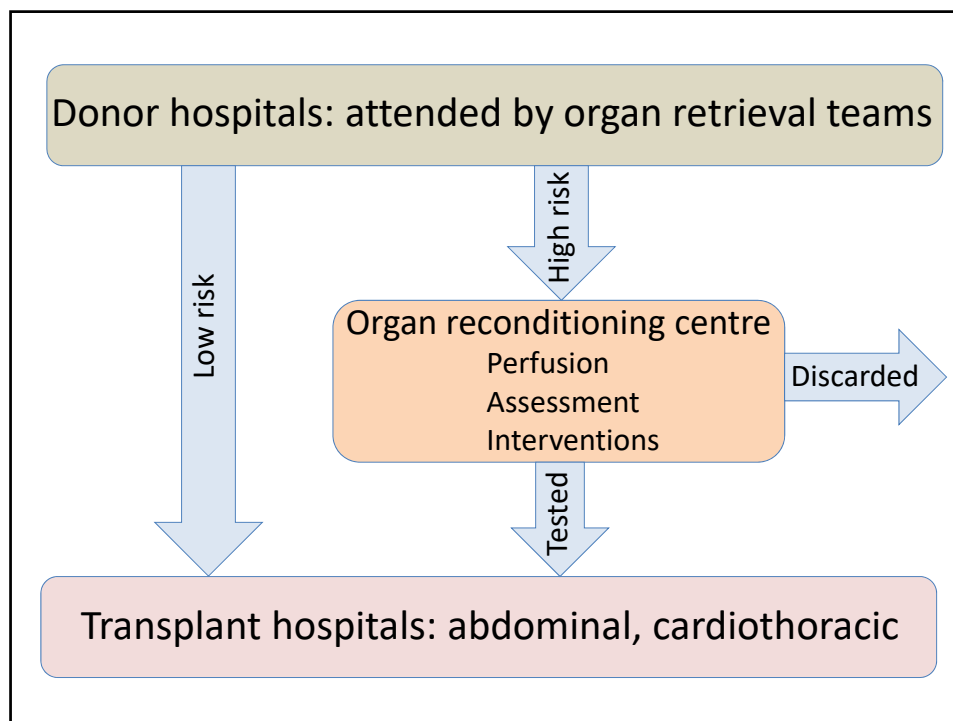 Donor hospitals: attended by organ retrieval teams
High risk
Low risk
Organ reconditioning centre
Perfusion
Assessment
Interventions
Discarded
Tested
Transplant hospitals: abdominal, cardiothoracic